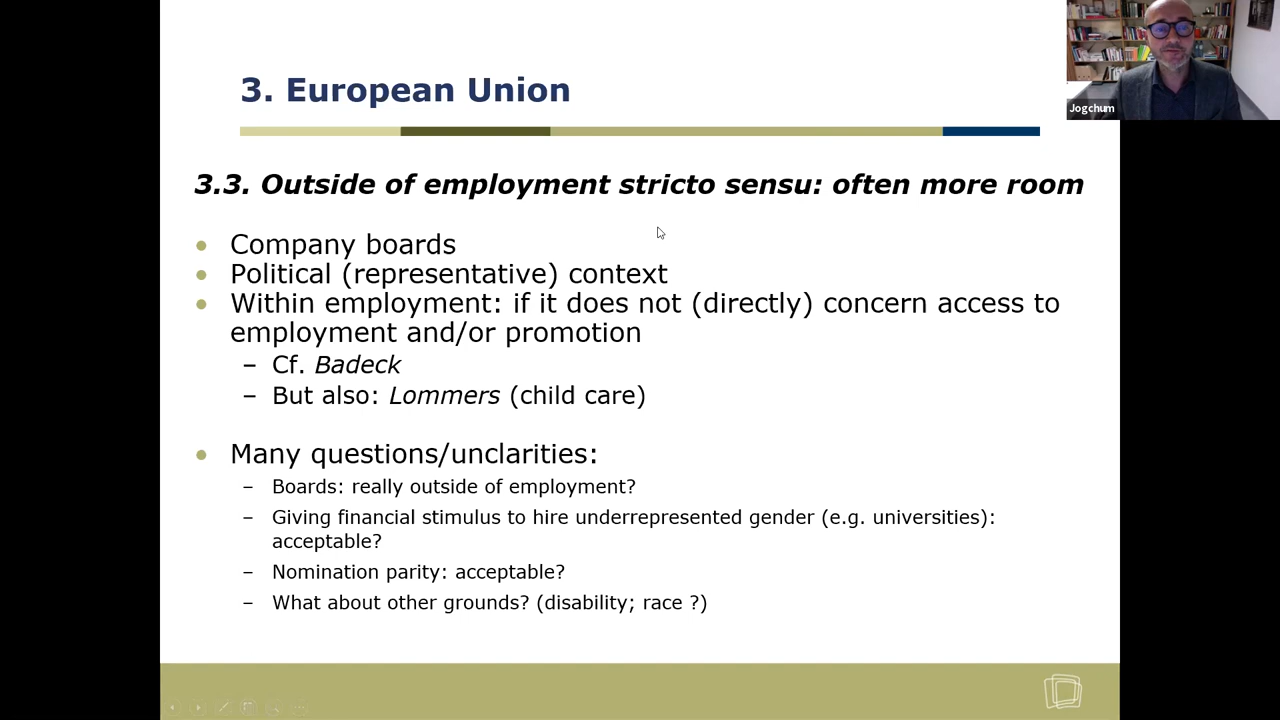 3. European Union
Jogchum
3.3. Outside of employment stricto sensu: often more room
• Company boards
• Political (representative) context
• Within employment: if it does not (directly) concern access to
employment and/or promotion
– Cf. Badeck
– But also: Lommers (child care)
• Many questions/unclarities:
– Boards: really outside of employment?
– Giving financial stimulus to hire underrepresented gender (e.g. universities):
acceptable?
– Nomination parity: acceptable?
– What about other grounds? (disability; race ?)